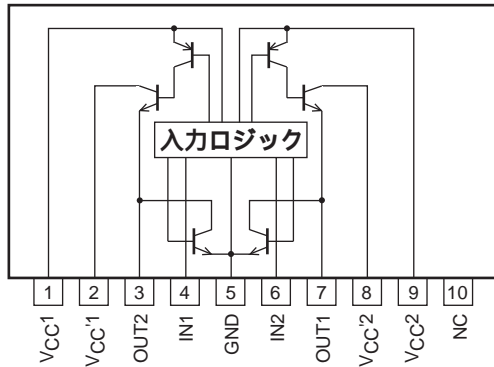 入力ロジック
1 2 3 4 5 6 7 8 9 10
VCC1 VCC'1 OUT2 IN1 GND IN2 OUT1 VCC'2 VCC2 NC